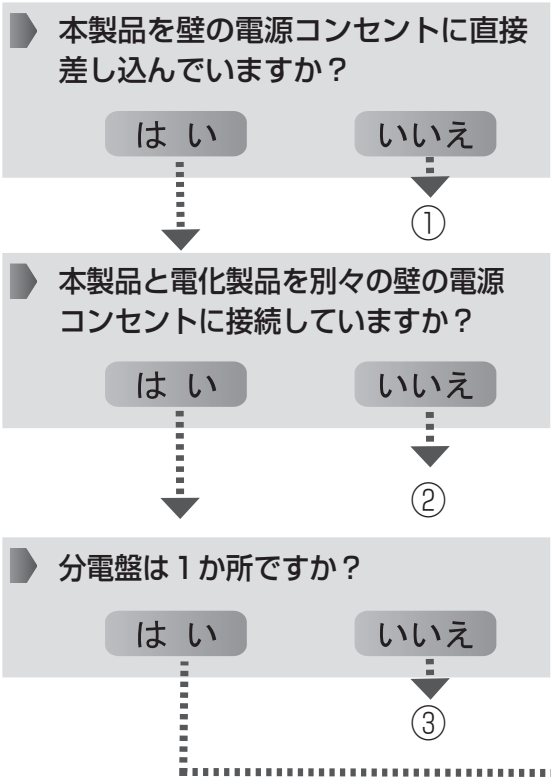 本製品を壁の電源コンセントに直接
差し込んでいますか？
はい いいえ
①
本製品と電化製品を別々の壁の電源
コンセントに接続していますか？
はい いいえ
②
分電盤は1か所ですか？
はい いいえ
③